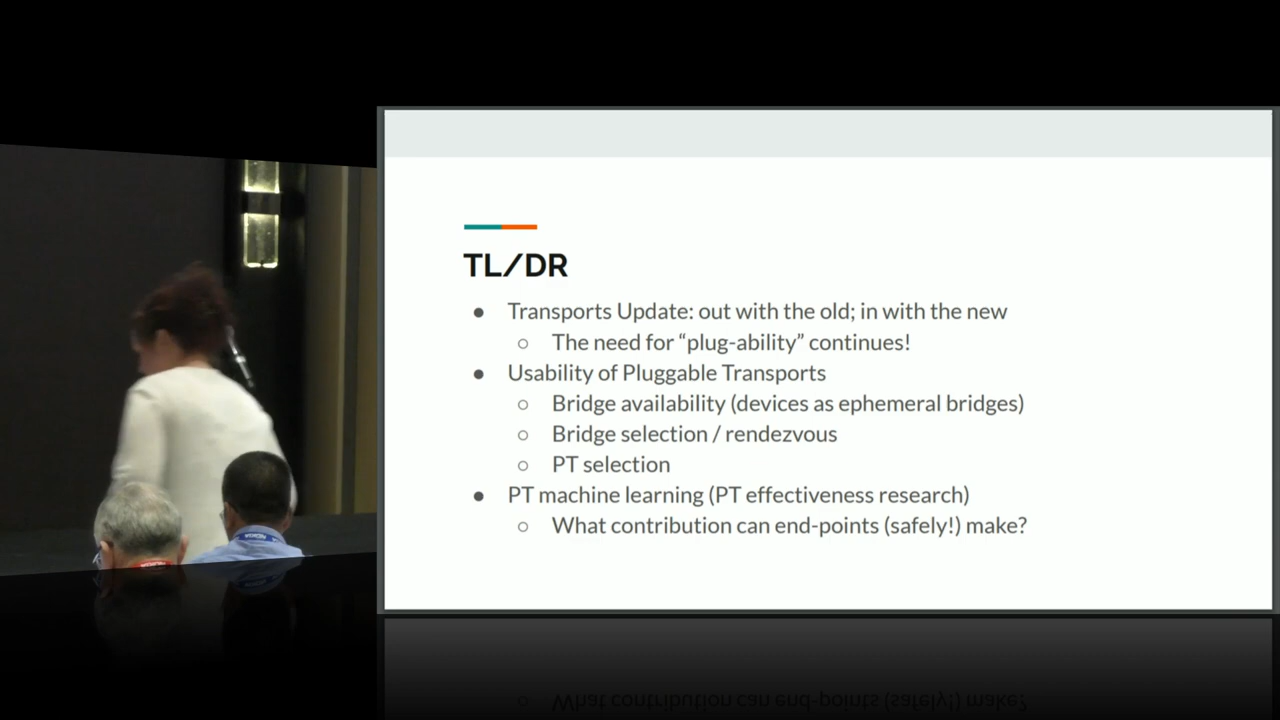 TL/DR
● Transports Update: out with the old; in with the new
○ The need for “plug-ability” continues!
● Usability of Pluggable Transports
○ Bridge availability (devices as ephemeral bridges)
○ Bridge selection / rendezvous
○ PT selection
● PT machine learning (PT effectiveness research)
○ What contribution can end-points (safely!) make?